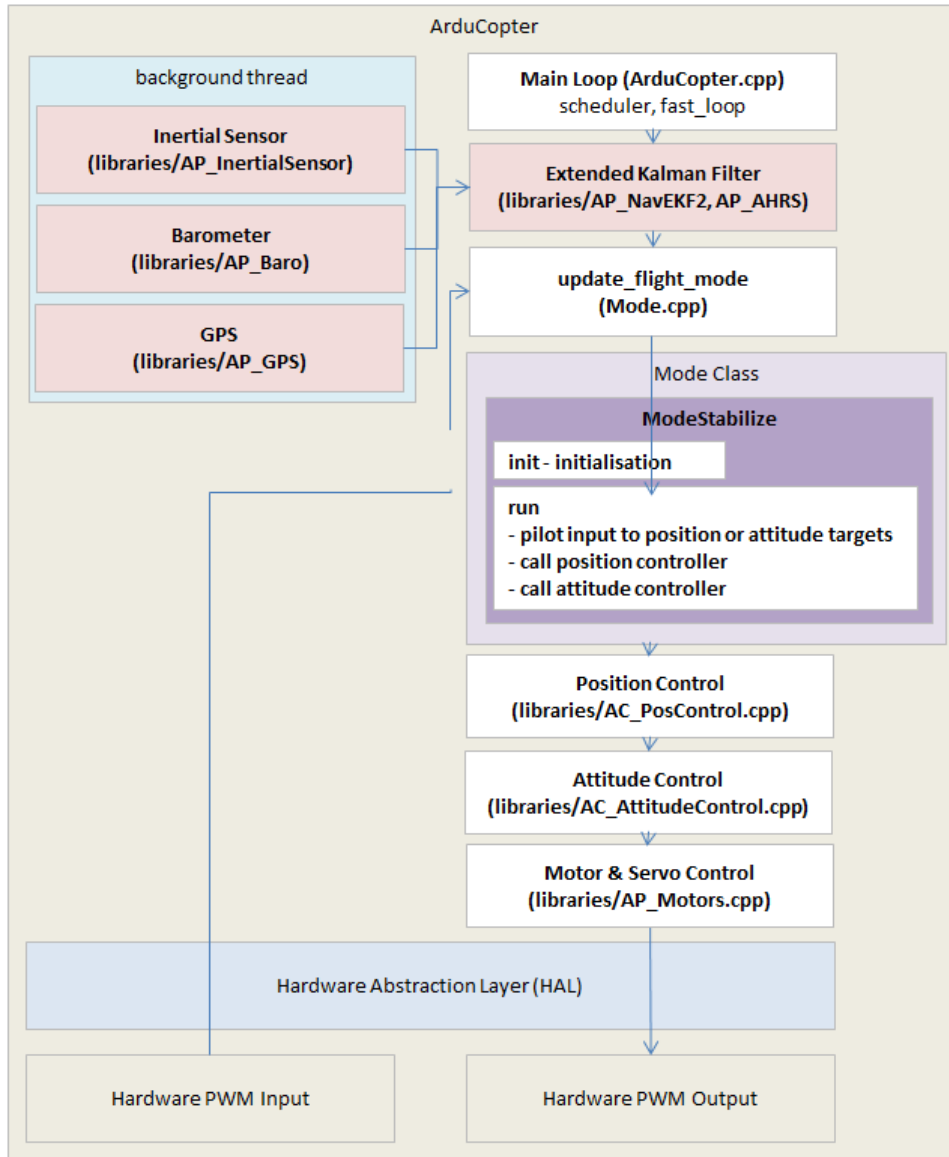 ArduCopter
background thread
Inertial Sensor
(libraries/AP_InertialSensor)
Barometer
(libraries/AP_Baro)
GPS
(libraries/AP_GPS)
Main Loop (ArduCopter.cpp)
scheduler, fast_loop
Extended Kalman Filter
(libraries/AP_NavEKF2, AP_AHRS)
update_flight_mode
(Mode.cpp)
Mode Class
ModeStabilize
init - initialisation
run
- pilot input to position or attitude targets
- call position controller
- call attitude controller
Position Control
(libraries/AC_PosControl.cpp)
Attitude Control
(libraries/AC_AttitudeControl.cpp)
Motor & Servo Control
(libraries/AP_Motors.cpp)
Hardware Abstraction Layer (HAL)
Hardware PWM Input
Hardware PWM Output